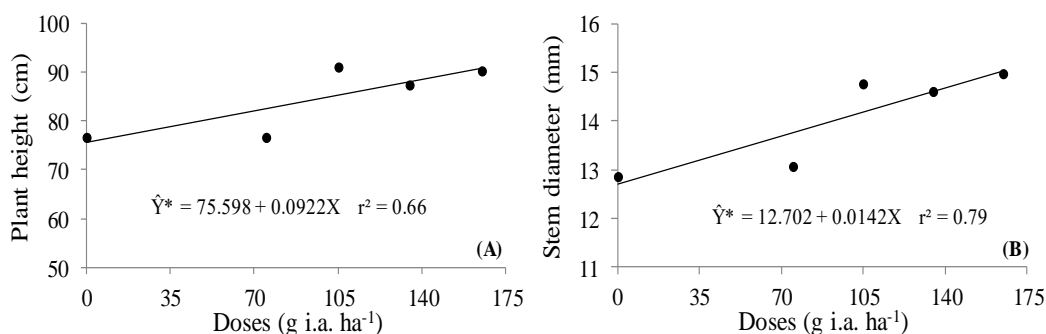 100
90
80
70
60
50
Plant height (cm)
Ŷ* = 75.598 + 0.0922X r² = 0.66
(A)
0 35 70 105 140 175
Doses (g i.a. ha⁻¹)
16
15
14
13
12
11
Stem diameter (mm)
Ŷ* = 12.702 + 0.0142X r² = 0.79
(B)
0 35 70 105 140 175
Doses (g i.a. ha⁻¹)